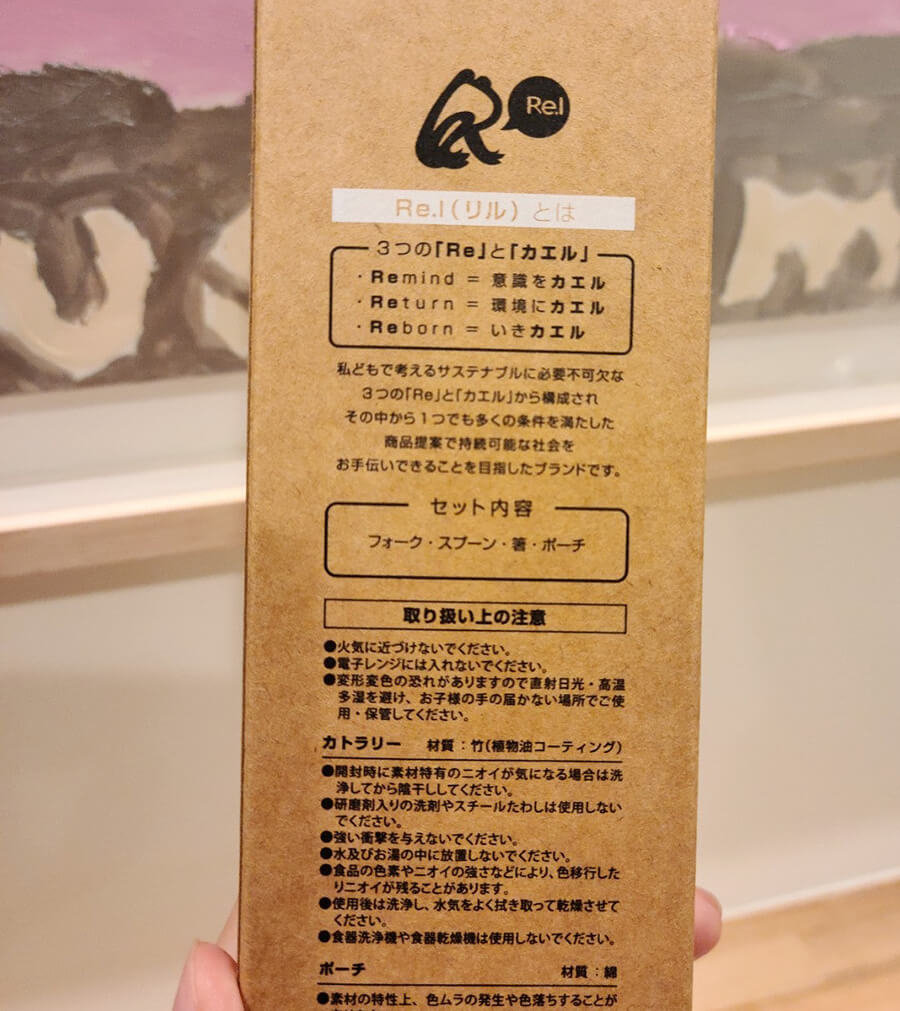 Re.l
Re.l(リル) とは
3つの｢Re｣と｢カエル｣
・Remind = 意識をカエル
・Return = 環境にカエル
・Reborn = いきカエル
私どもで考えるサステナブルに必要不可欠な
3つの｢Re｣と｢カエル｣から構成され
その中から1つでも多くの条件を満たした
商品提案で持続可能な社会を
お手伝いできることを目指したブランドです。
セット内容
フォーク・スプーン・箸・ポーチ
取り扱い上の注意
●火気に近づけないでください。
●電子レンジには入れないでください。
●変形変色の恐れがありますので直射日光・高温
多湿を避け、お子様の手の届かない場所でご使
用・保管してください。
カトラリー 材質：竹(植物油コーティング)
●開封時に素材特有のニオイが気になる場合は洗
浄してから陰干ししてください。
●研磨剤入りの洗剤やスチールたわしは使用しない
でください。
●強い衝撃を与えないでください。
●水及びお湯の中に放置しないでください。
●食品の色素やニオイの強さなどにより、色移行した
リニオイが残ることがあります。
●使用後は洗浄し、水気をよく拭き取って乾燥させて
ください。
●食器洗浄機や食器乾燥機は使用しないでください。
ポーチ 材質：綿
●素材の特性上、色ムラの発生や色落ちすることが